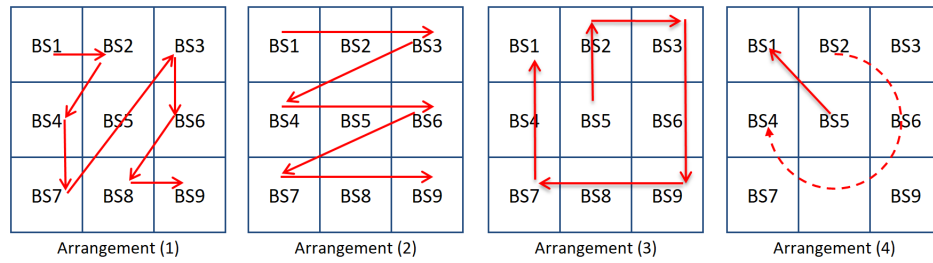 BS1 BS2 BS3 BS1 BS2 BS3 BS1 BS2 BS3 BS1 BS2 BS3
BS4 BS5 BS6 BS4 BS5 BS6 BS4 BS5 BS6 BS4 BS5 BS6
BS7 BS8 BS9 BS7 BS8 BS9 BS7 BS8 BS9 BS7 BS9
Arrangement (1) Arrangement (2) Arrangement (3) Arrangement (4)